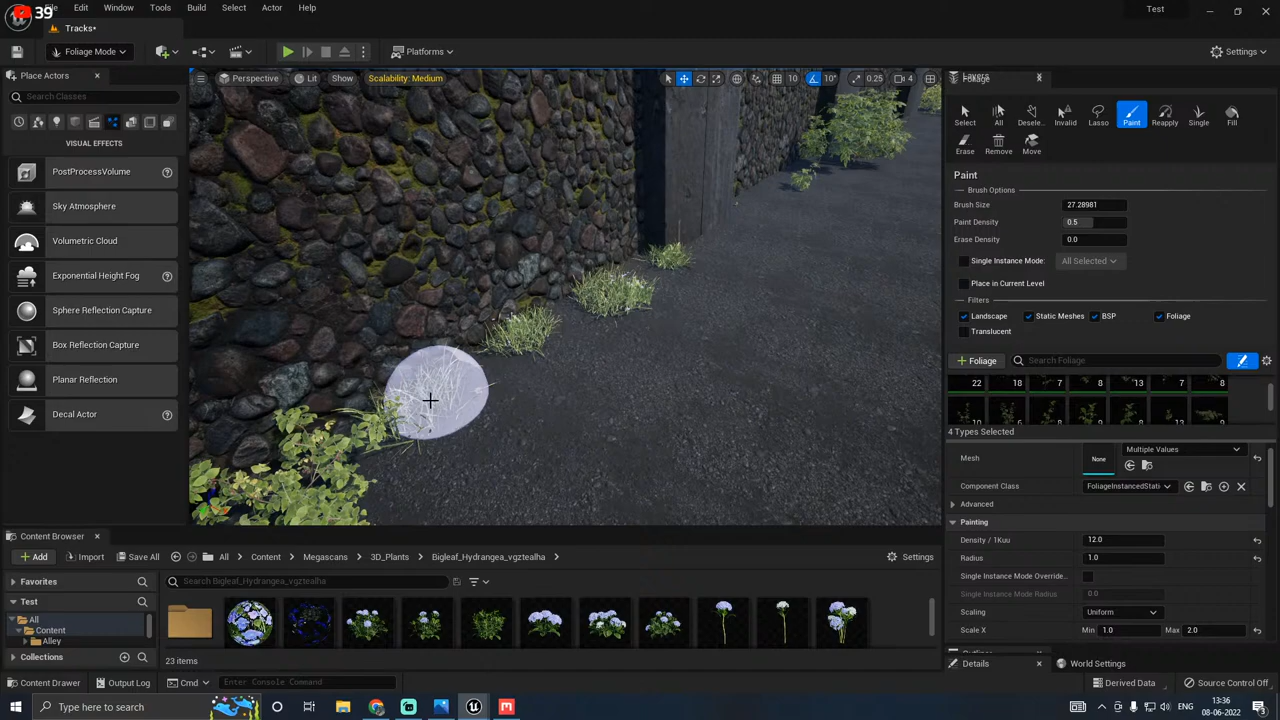 39
File
Edit
Window
Tools
Build
Select
Actor
Help
Test
Tracks•
Foliage Mode
Platforms
Settings
Place Actors
Search Classes
VISUAL EFFECTS
PostProcessVolume
Sky Atmosphere
Volumetric Cloud
Exponential Height Fog
Sphere Reflection Capture
Box Reflection Capture
Planar Reflection
Decal Actor
Perspective
Lit
Show
Scalability: Medium
10
10°
0.25
4
Foliage
Select
All
Desele...
Invalid
Lasso
Paint
Reapply
Single
Fill
Erase
Remove
Move
Paint
Brush Options
Brush Size
27.28981
Paint Density
0.5
Erase Density
0.0
Single Instance Mode:
All Selected
Place in Current Level
Filters
Landscape
Static Meshes
BSP
Foliage
Translucent
+ Foliage
Search Foliage
22 18 7 8 13 7 8
4 Types Selected
Mesh
None
Multiple Values
Component Class
FoliageInstancedStati
Advanced
Painting
Density / 1Kuu
12.0
Radius
1.0
Single Instance Mode Override...
Single Instance Mode Radius
0.0
Scaling
Uniform
Scale X
Min 1.0
Max 2.0
Details
World Settings
Content Browser
Add
Import
Save All
All
Content
Megascans
3D_Plants
Bigleaf_Hydrangea_vgztealha
Settings
Favorites
Search Bigleaf_Hydrangea_vgztealha
Test
All
Content
Alley
Collections
23 items
Content Drawer
Output Log
Cmd
Enter Console Command
Derived Data
Source Control Off
Type here to search
ENG
13:36
08-06-2022
3